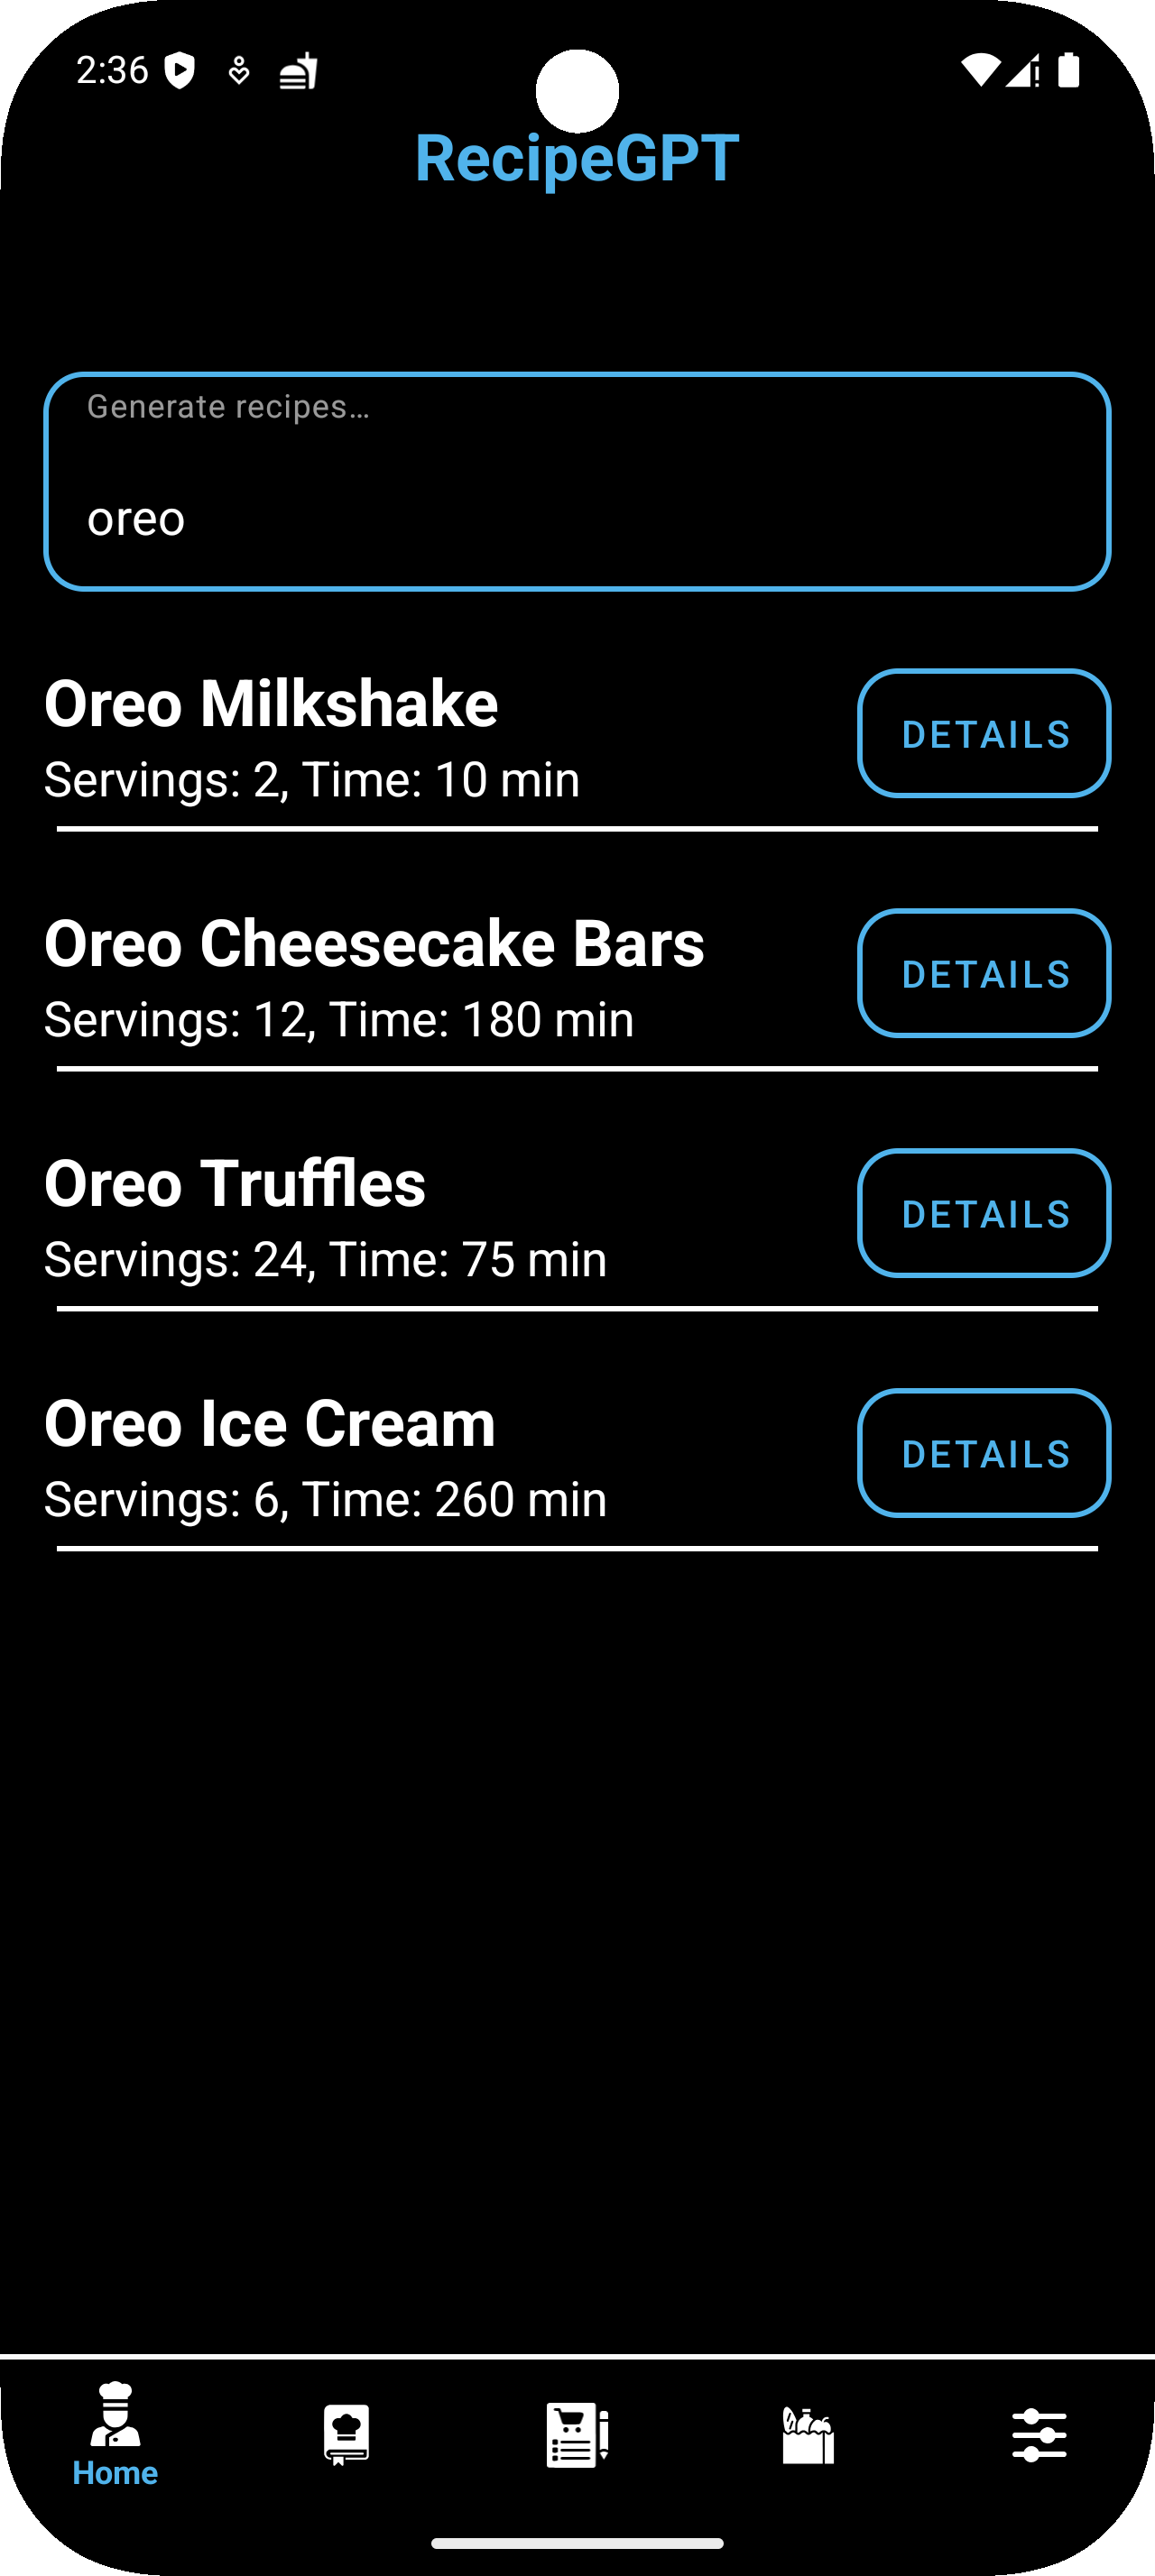 2:36
RecipeGPT
Generate recipes...
oreo
Oreo Milkshake
Servings: 2, Time: 10 min
DETAILS
Oreo Cheesecake Bars
Servings: 12, Time: 180 min
DETAILS
Oreo Truffles
Servings: 24, Time: 75 min
DETAILS
Oreo Ice Cream
Servings: 6, Time: 260 min
DETAILS
Home